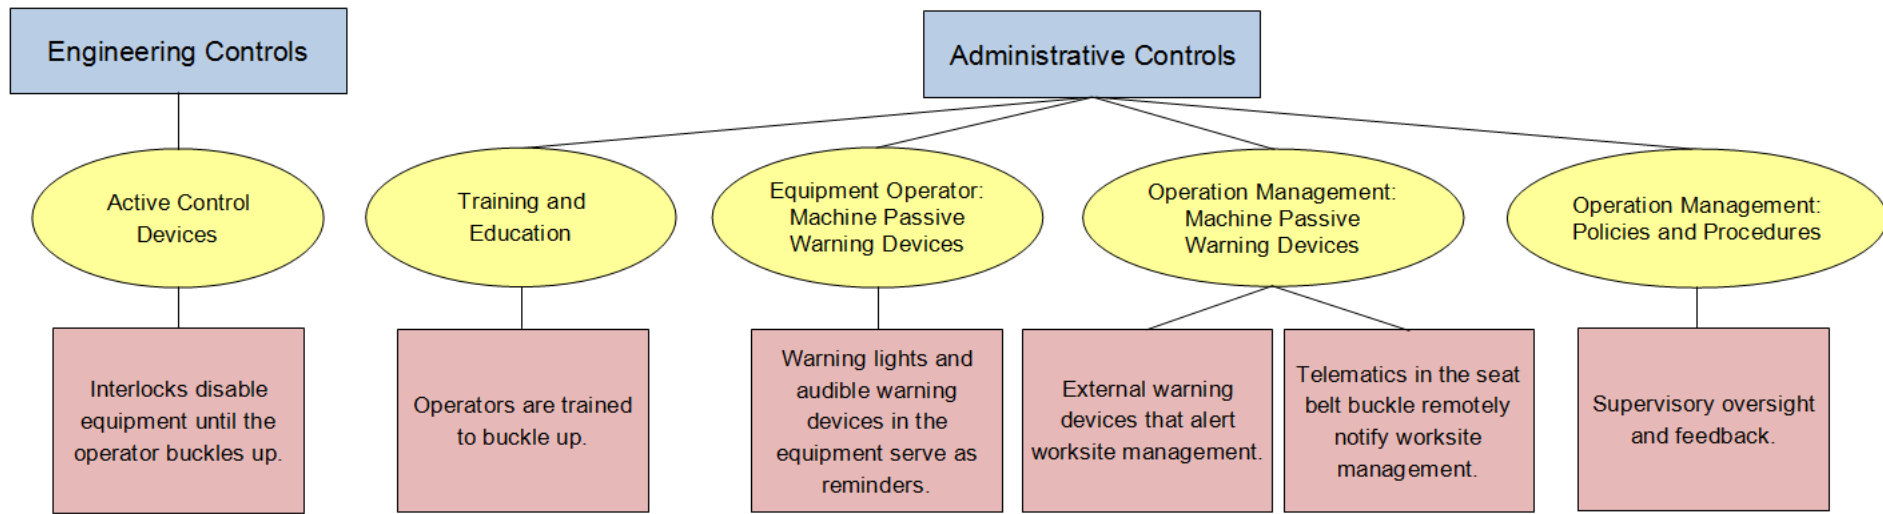 Engineering Controls
Administrative Controls
Active Control
Devices
Training and
Education
Equipment Operator:
Machine Passive
Warning Devices
Operation Management:
Machine Passive
Warning Devices
Operation Management:
Policies and Procedures
Interlocks disable
equipment until the
operator buckles up.
Operators are trained
to buckle up.
Warning lights and
audible warning
devices in the
equipment serve as
reminders.
External warning
devices that alert
worksite management.
Telematics in the seat
belt buckle remotely
notify worksite
management.
Supervisory oversight
and feedback.